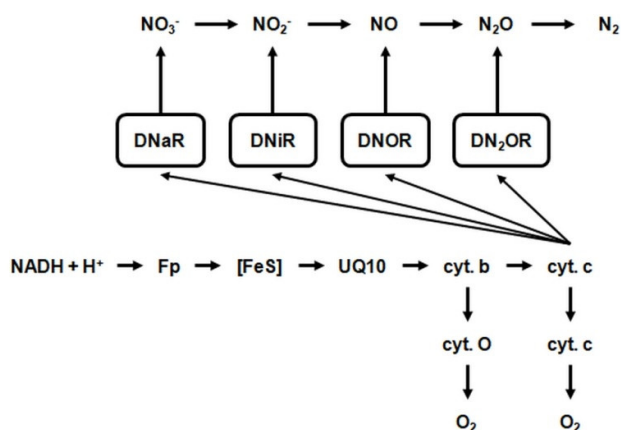 NO₃⁻ → NO₂⁻ → NO → N₂O → N₂
DNaR DNiR DNOR DN₂OR
NADH + H⁺ → Fp → [FeS] → UQ10 → cyt. b → cyt. c
cyt. O cyt. c
O₂ O₂